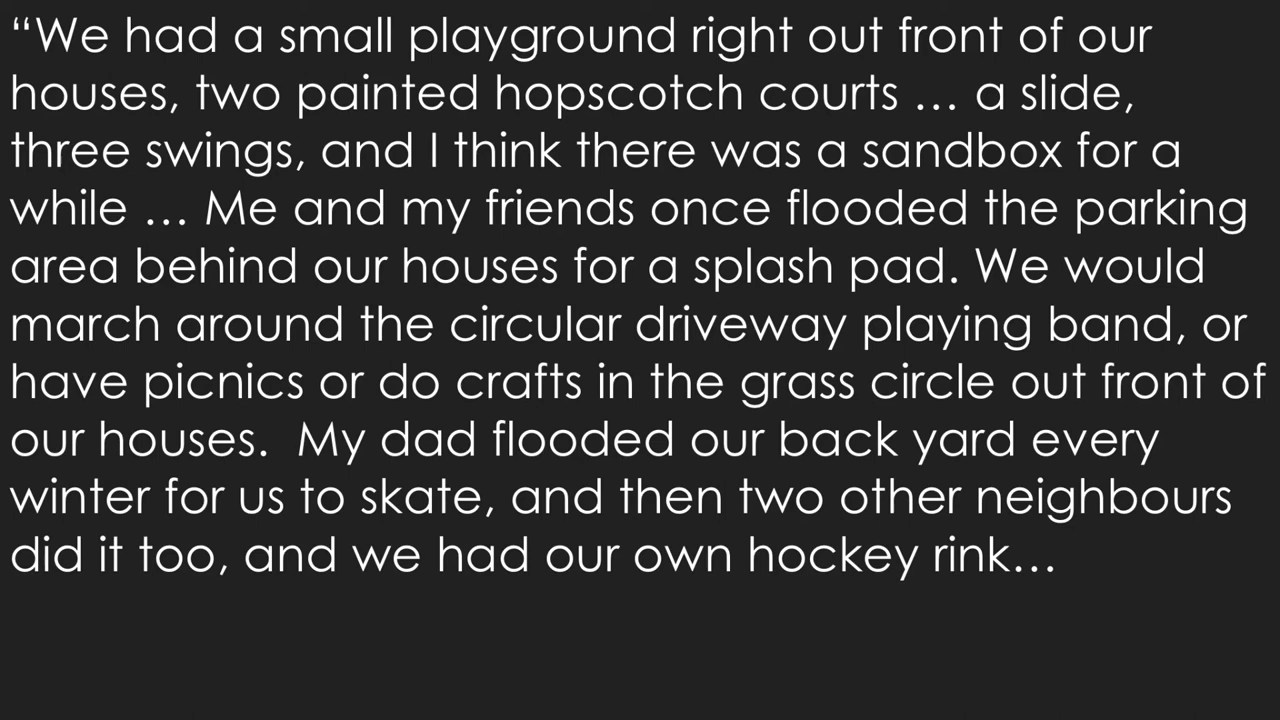 “We had a small playground right out front of our
houses, two painted hopscotch courts … a slide,
three swings, and I think there was a sandbox for a
while … Me and my friends once flooded the parking
area behind our houses for a splash pad. We would
march around the circular driveway playing band, or
have picnics or do crafts in the grass circle out front of
our houses.  My dad flooded our back yard every
winter for us to skate, and then two other neighbours
did it too, and we had our own hockey rink…